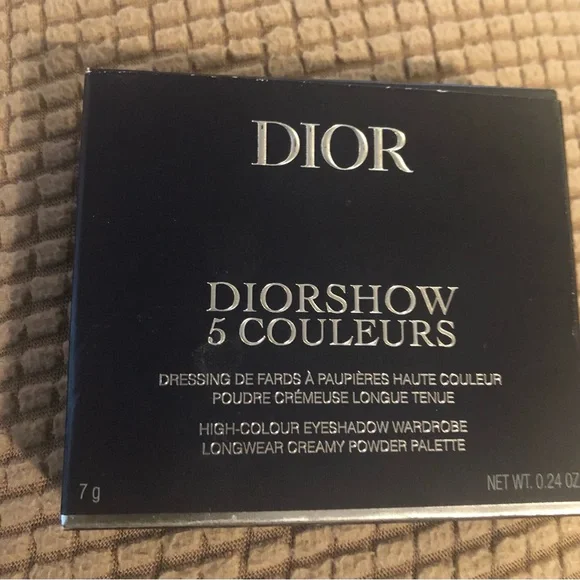 DIOR
DIORSHOW
5 COULEURS
DRESSING DE FARDS À PAUPIÈRES HAUTE COULEUR
POUDRE CRÉMEUSE LONGUE TENUE
HIGH-COLOUR EYESHADOW WARDROBE
LONGWEAR CREAMY POWDER PALETTE
7 g
NET WT. 0.24 OZ